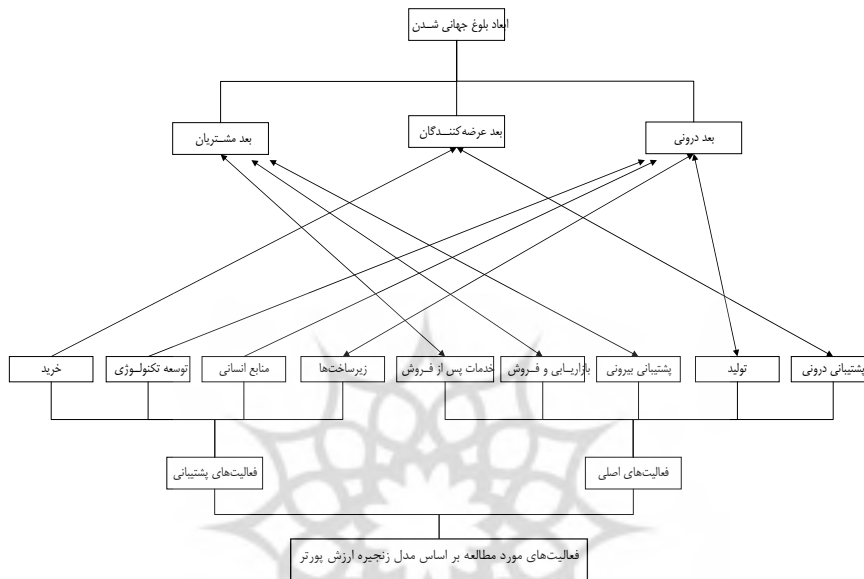 ابعاد بلوغ جهانی شدن
بعد درونی
بعد عرضه‌کنندگان
بعد مشتریان
پشتیبانی درونی
تولید
پشتیبانی بیرونی
بازاریابی و فروش
خدمات پس از فروش
زیرساخت‌ها
منابع انسانی
توسعه تکنولوژی
خرید
فعالیت‌های اصلی
فعالیت‌های پشتیبانی
فعالیت‌های مورد مطالعه بر اساس مدل زنجیره ارزش پورتر